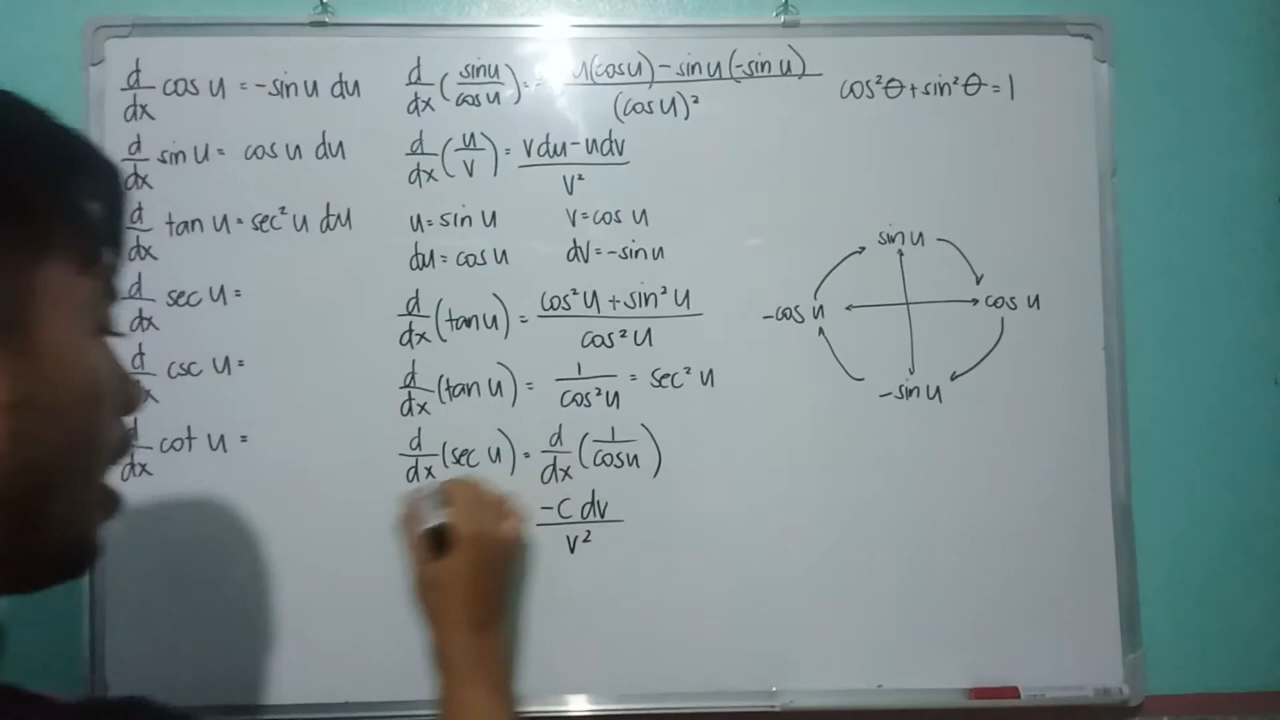 d/dx cos u = -sin u du
d/dx sin u = cos u du
d/dx tan u = sec² u du
d/dx sec u =
d/dx csc u =
d/dx cot u =
d/dx (sin u / cos u) = u(cos u) - sin u (-sin u) / (cos u)²
d/dx (u/v) = v du - u dv / v²
u = sin u v = cos u
du = cos u dv = -sin u
d/dx (tan u) = cos² u + sin² u / cos² u
d/dx (tan u) = 1 / cos² u = sec² u
d/dx (sec u) = d/dx (1 / cos u)
-c dv / v²
cos²θ + sin²θ = 1
sin u
-cos u cos u
-sin u